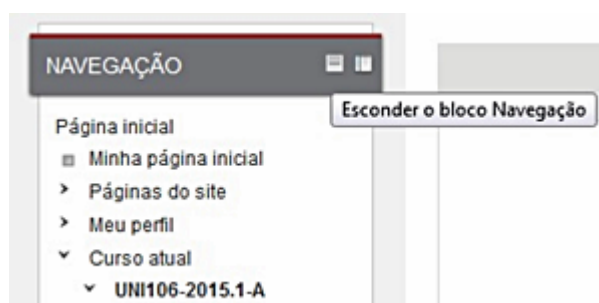 NAVEGAÇÃO
Esconder o bloco Navegação
Página inicial
Minha página inicial
Páginas do site
Meu perfil
Curso atual
UNI106-2015.1-A